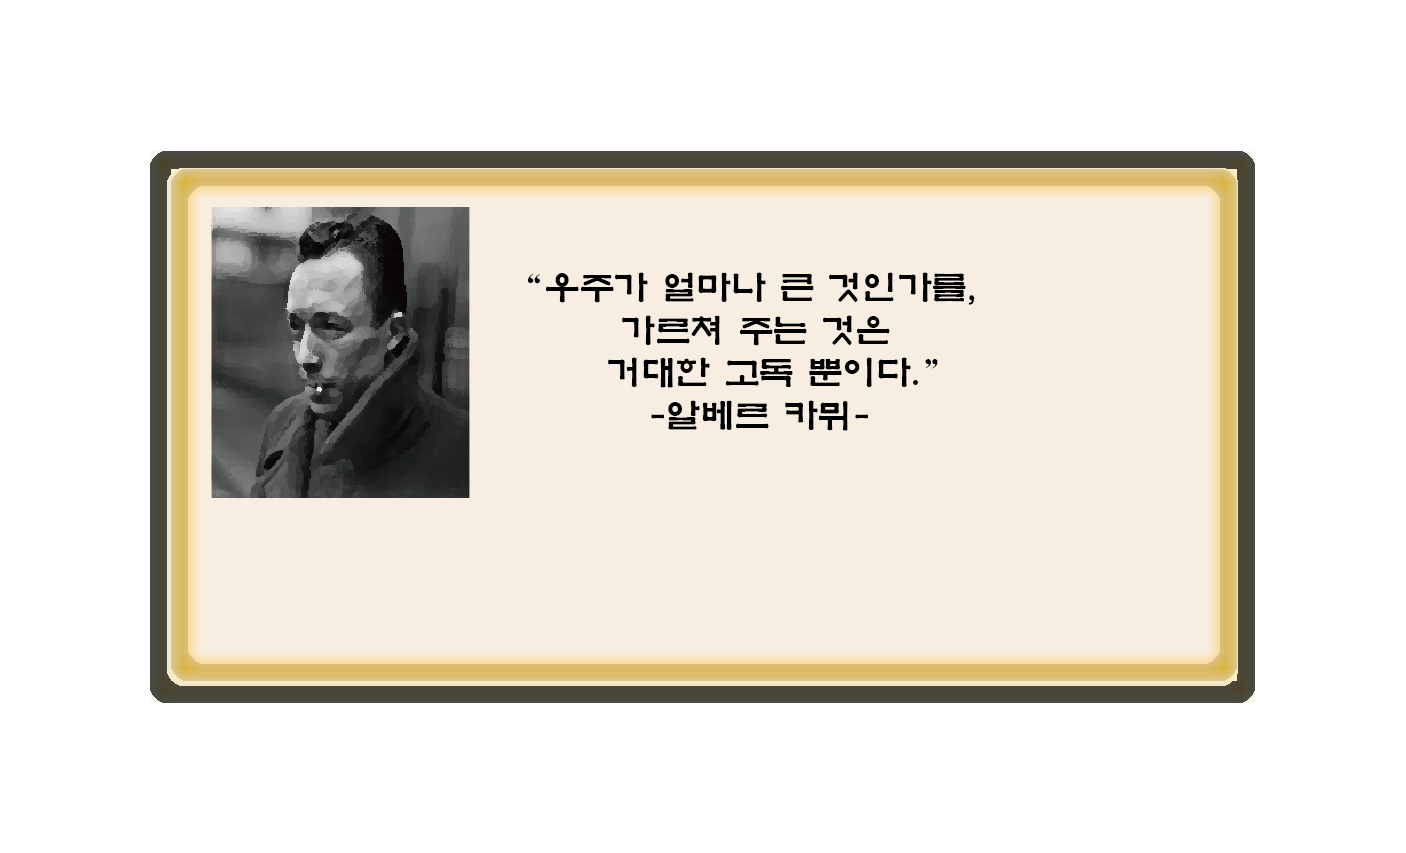 “우주가 얼마나 큰 것인가를,
가르쳐 주는 것은
거대한 고독 뿐이다.”
-알베르 카뮈-